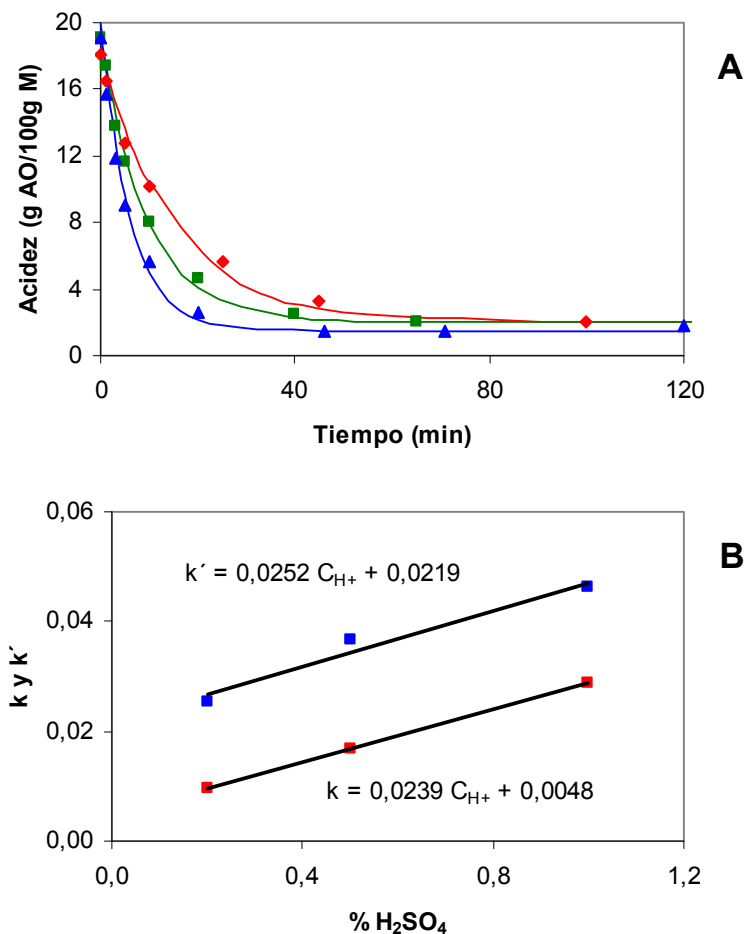 20
16
12
8
4
0
Acidez (g AO/100g M)
0 40 80 120
Tiempo (min)
A
0,06
0,04
0,02
0,00
k y k´
k´ = 0,0252 C_H+ + 0,0219
k = 0,0239 C_H+ + 0,0048
0,0 0,4 0,8 1,2
% H₂SO₄
B